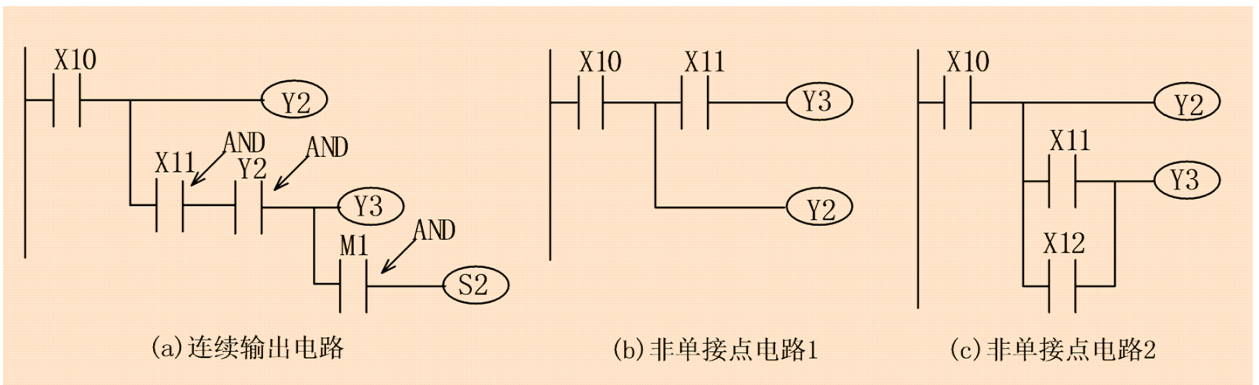 X10
Y2
X11
AND
Y2
AND
Y3
M1
AND
S2
(a)连续输出电路
X10
X11
Y3
Y2
(b)非单接点电路1
X10
Y2
X11
Y3
X12
(c)非单接点电路2